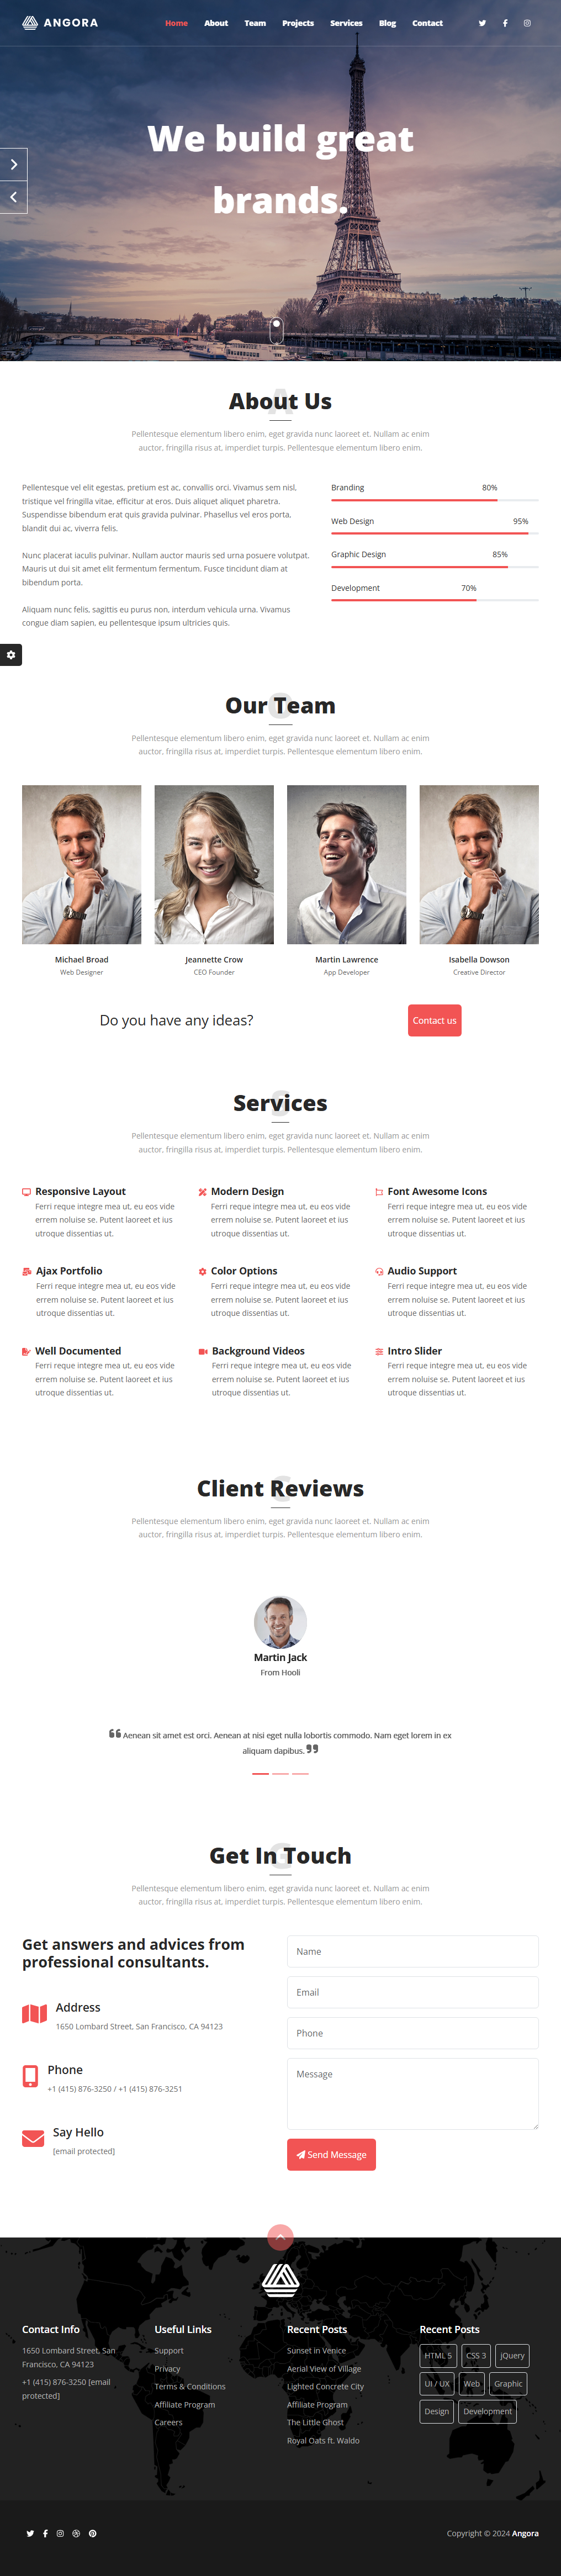 ANGORA
Home About Team Projects Services Blog Contact
We build great
brands.
About Us
Pellentesque elementum libero enim, eget gravida nunc laoreet et. Nullam ac enim
auctor, fringilla risus at, imperdiet turpis. Pellentesque elementum libero enim.
Pellentesque vel elit egestas, pretium est ac, convallis orci. Vivamus sem nisl,
tristique vel fringilla vitae, efficitur at eros. Duis aliquet aliquet pharetra.
Suspendisse bibendum erat quis gravida pulvinar. Phasellus vel eros porta,
blandit dui ac, viverra felis.
Nunc placerat iaculis pulvinar. Nullam auctor mauris sed urna posuere volutpat.
Mauris ut dui sit amet elit fermentum fermentum. Fusce tincidunt diam at
bibendum porta.
Aliquam nunc felis, sagittis eu purus non, interdum vehicula urna. Vivamus
congue diam sapien, eu pellentesque ipsum ultricies quis.
Branding 80%
Web Design 95%
Graphic Design 85%
Development 70%
Our Team
Pellentesque elementum libero enim, eget gravida nunc laoreet et. Nullam ac enim
auctor, fringilla risus at, imperdiet turpis. Pellentesque elementum libero enim.
Michael Broad
Web Designer
Jeannette Crow
CEO Founder
Martin Lawrence
App Developer
Isabella Dowson
Creative Director
Do you have any ideas?
Contact us
Services
Pellentesque elementum libero enim, eget gravida nunc laoreet et. Nullam ac enim
auctor, fringilla risus at, imperdiet turpis. Pellentesque elementum libero enim.
Responsive Layout
Ferri reque integre mea ut, eu eos vide
errem noluise se. Putent laoreet et ius
utroque dissentias ut.
Modern Design
Ferri reque integre mea ut, eu eos vide
errem noluise se. Putent laoreet et ius
utroque dissentias ut.
Font Awesome Icons
Ferri reque integre mea ut, eu eos vide
errem noluise se. Putent laoreet et ius
utroque dissentias ut.
Ajax Portfolio
Ferri reque integre mea ut, eu eos vide
errem noluise se. Putent laoreet et ius
utroque dissentias ut.
Color Options
Ferri reque integre mea ut, eu eos vide
errem noluise se. Putent laoreet et ius
utroque dissentias ut.
Audio Support
Ferri reque integre mea ut, eu eos vide
errem noluise se. Putent laoreet et ius
utroque dissentias ut.
Well Documented
Ferri reque integre mea ut, eu eos vide
errem noluise se. Putent laoreet et ius
utroque dissentias ut.
Background Videos
Ferri reque integre mea ut, eu eos vide
errem noluise se. Putent laoreet et ius
utroque dissentias ut.
Intro Slider
Ferri reque integre mea ut, eu eos vide
errem noluise se. Putent laoreet et ius
utroque dissentias ut.
Client Reviews
Pellentesque elementum libero enim, eget gravida nunc laoreet et. Nullam ac enim
auctor, fringilla risus at, imperdiet turpis. Pellentesque elementum libero enim.
Martin Jack
From Hooli
Aenean sit amet est orci. Aenean at nisi eget nulla lobortis commodo. Nam eget lorem in ex
aliquam dapibus.
Get In Touch
Pellentesque elementum libero enim, eget gravida nunc laoreet et. Nullam ac enim
auctor, fringilla risus at, imperdiet turpis. Pellentesque elementum libero enim.
Get answers and advices from
professional consultants.
Address
1650 Lombard Street, San Francisco, CA 94123
Phone
+1 (415) 876-3250 / +1 (415) 876-3251
Say Hello
[email protected]
Name
Email
Phone
Message
Send Message
Contact Info
1650 Lombard Street, San
Francisco, CA 94123
+1 (415) 876-3250 [email
protected]
Useful Links
Support
Privacy
Terms & Conditions
Affiliate Program
Careers
Recent Posts
Sunset in Venice
Aerial View of Village
Lighted Concrete City
Affiliate Program
The Little Ghost
Royal Oats ft. Waldo
Recent Posts
HTML 5 CSS 3 jQuery
UI / UX Web Graphic
Design Development
Copyright © 2024 Angora